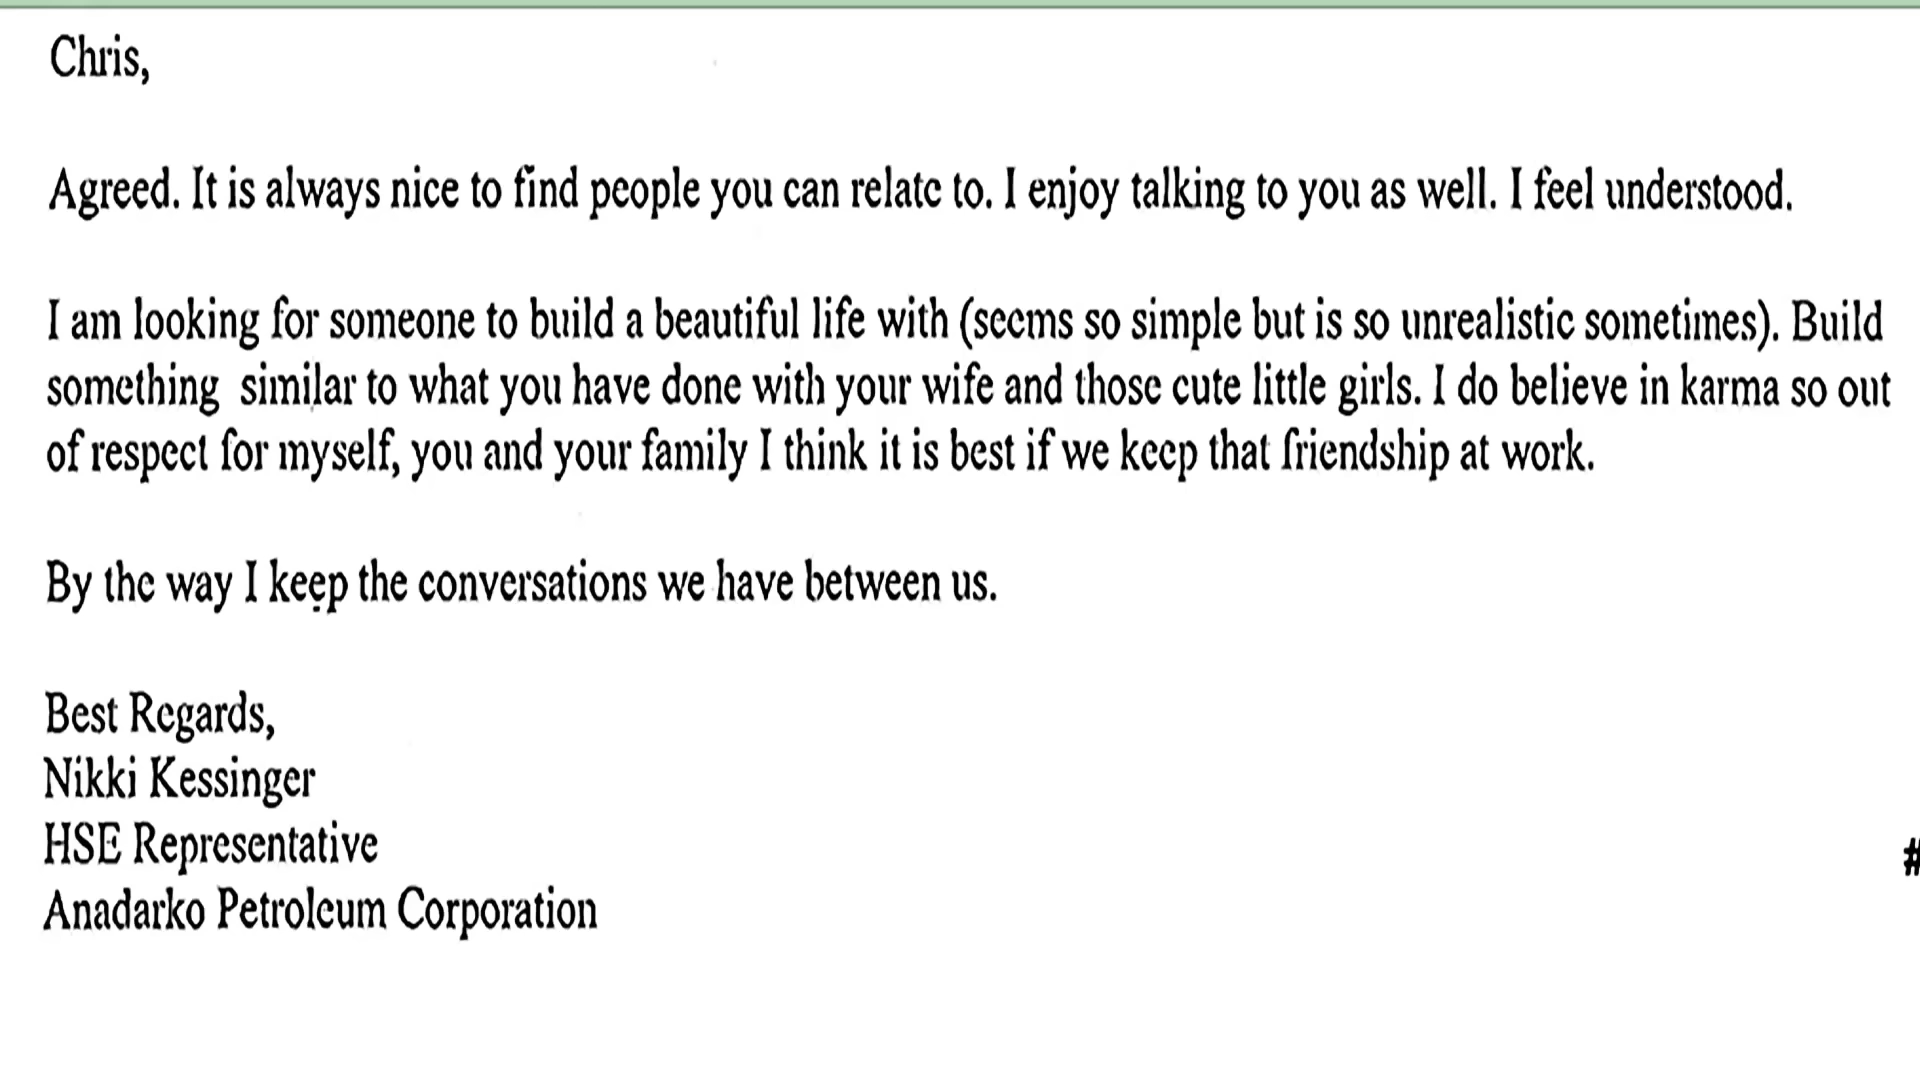 Chris,
Agreed. It is always nice to find people you can relate to. I enjoy talking to you as well. I feel understood.
I am looking for someone to build a beautiful life with (seems so simple but is so unrealistic sometimes). Build
something similar to what you have done with your wife and those cute little girls. I do believe in karma so out
of respect for myself, you and your family I think it is best if we keep that friendship at work.
By the way I keep the conversations we have between us.
Best Regards,
Nikki Kessinger
HSE Representative
#
Anadarko Petroleum Corporation